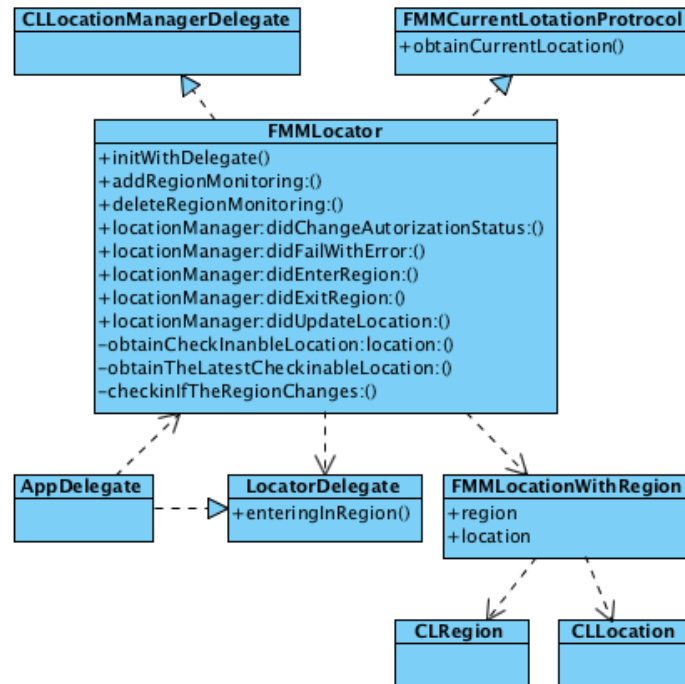 CLLocationManagerDelegate
FMMCurrentLotationProtrocol
+obtainCurrentLocation()
FMMLocator
+initWithDelegate()
+addRegionMonitoring:()
+deleteRegionMonitoring:()
+locationManager:didChangeAutorizationStatus:()
+locationManager:didFailWithError:()
+locationManager:didEnterRegion:()
+locationManager:didExitRegion:()
+locationManager:didUpdateLocation:()
-obtainCheckInanbleLocation:location:()
-obtainTheLatestCheckinableLocation:()
-checkinIfTheRegionChanges:()
AppDelegate
LocatorDelegate
+enteringInRegion()
FMMLocationWithRegion
+region
+location
CLRegion
CLLocation